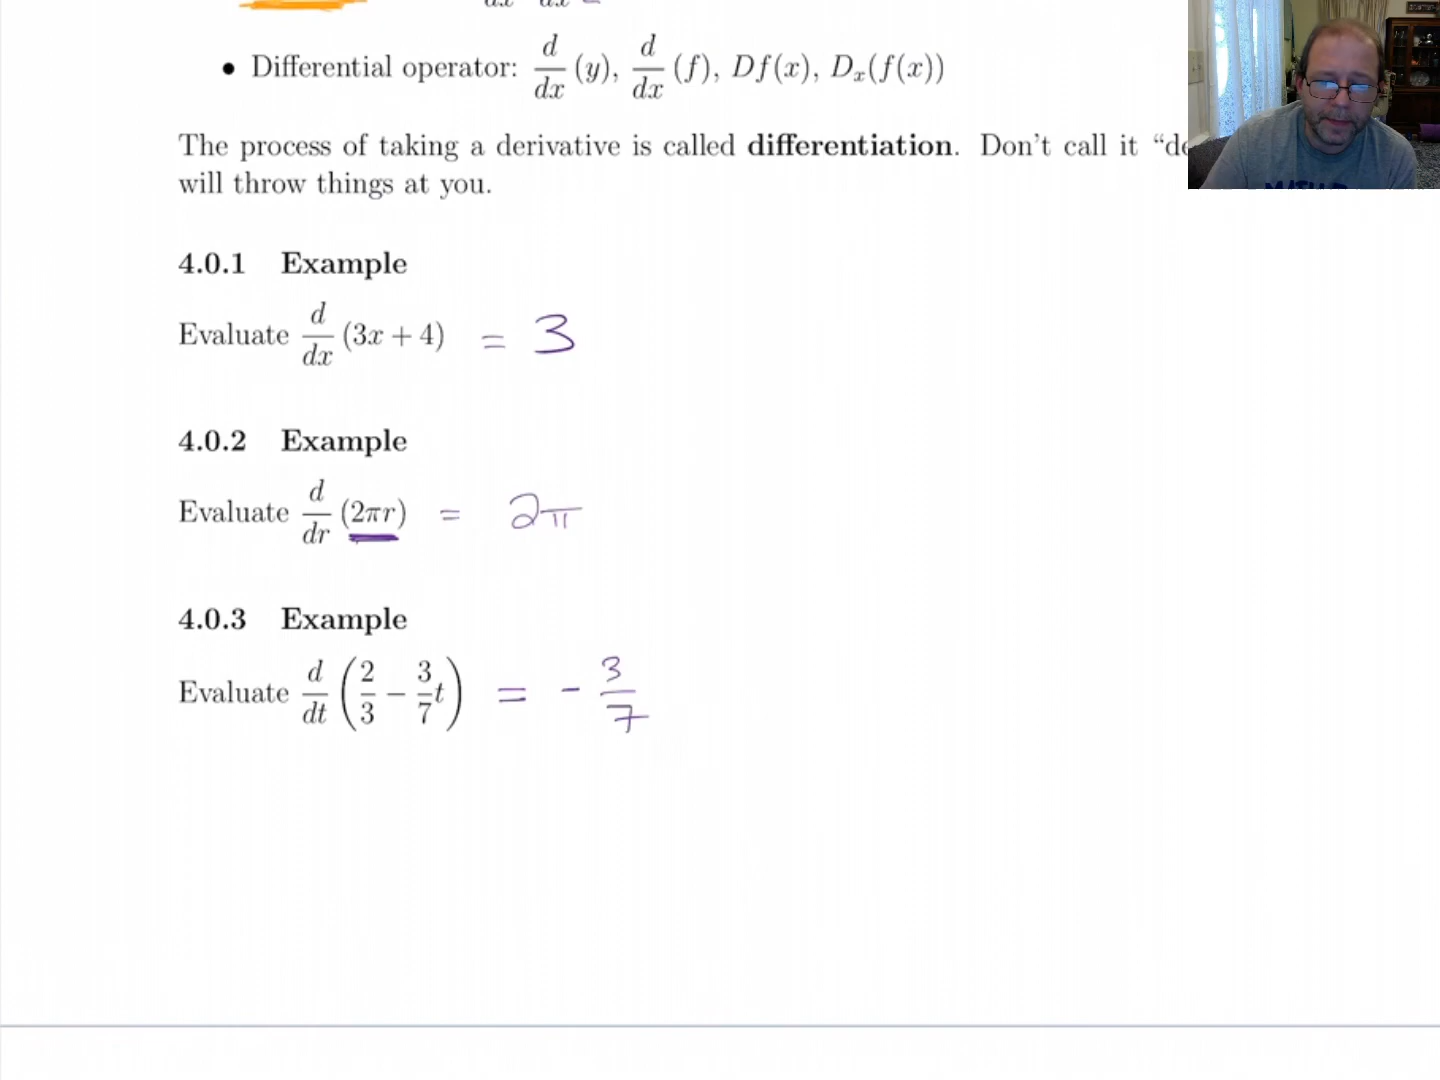 • Differential operator: d/dx (y), d/dx (f), Df(x), Dₓ(f(x))
The process of taking a derivative is called differentiation. Don't call it “
will throw things at you.
4.0.1 Example
Evaluate d/dx (3x + 4) = 3
4.0.2 Example
Evaluate d/dr (2πr) = 2π
4.0.3 Example
Evaluate d/dt (2/3 − 3/7 t) = - 3/7